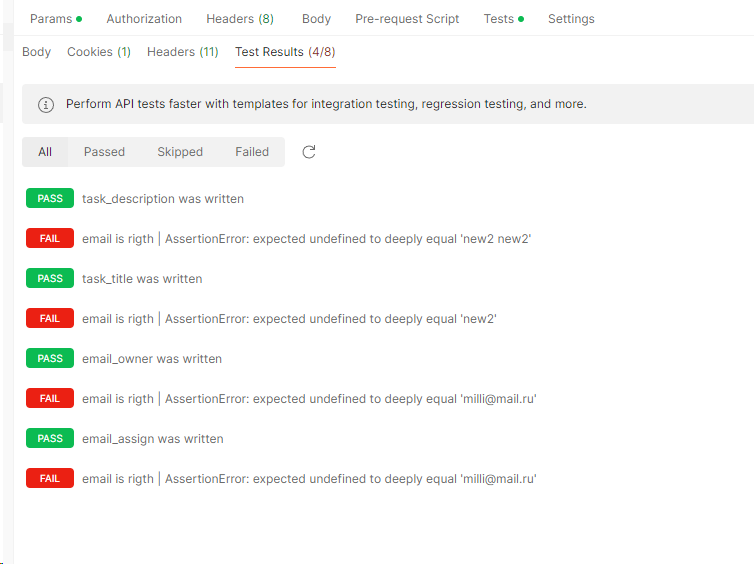 Params Authorization Headers (8) Body Pre-request Script Tests Settings
Body Cookies (1) Headers (11) Test Results (4/8)
Perform API tests faster with templates for integration testing, regression testing, and more.
All Passed Skipped Failed
PASS task_description was written
FAIL email is rigth | AssertionError: expected undefined to deeply equal 'new2 new2'
PASS task_title was written
FAIL email is rigth | AssertionError: expected undefined to deeply equal 'new2'
PASS email_owner was written
FAIL email is rigth | AssertionError: expected undefined to deeply equal 'milli@mail.ru'
PASS email_assign was written
FAIL email is rigth | AssertionError: expected undefined to deeply equal 'milli@mail.ru'